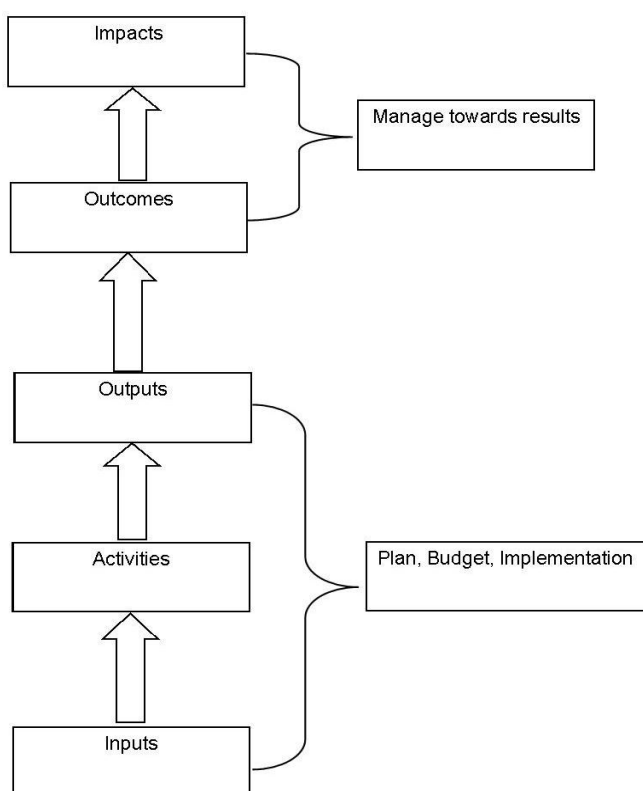 Impacts
Manage towards results
Outcomes
Outputs
Activities
Plan, Budget, Implementation
Inputs